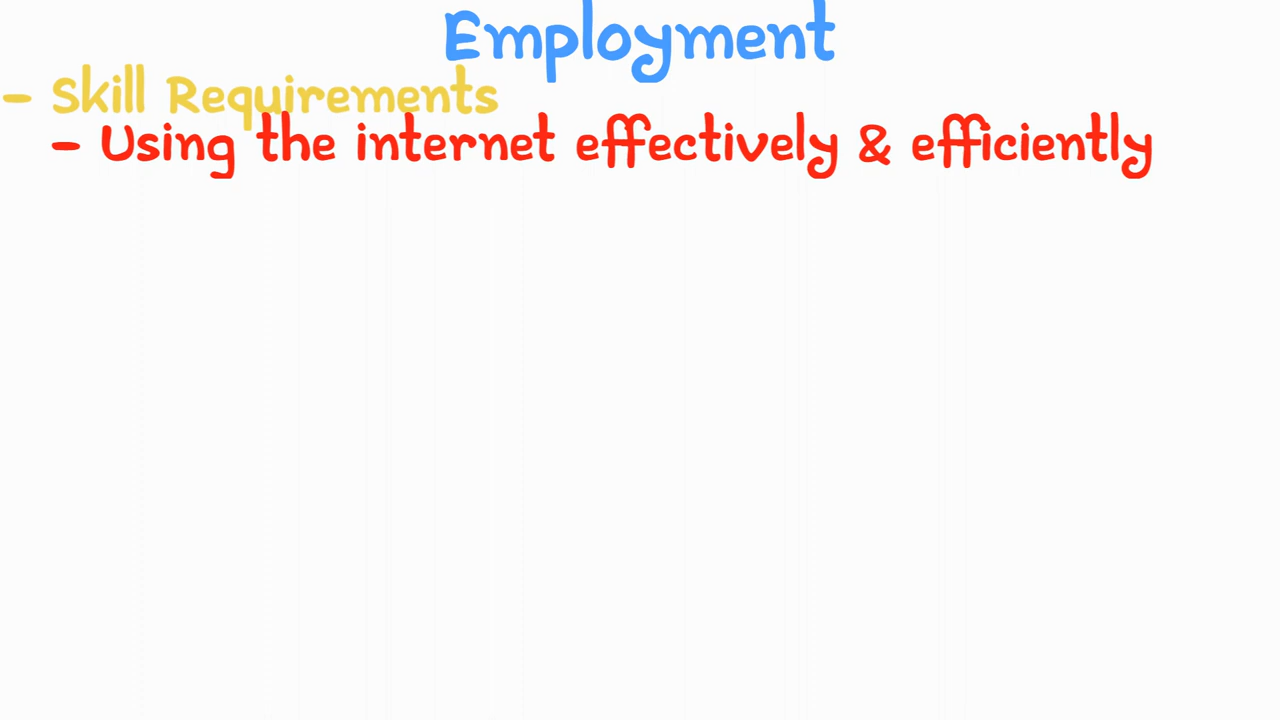 Employment
- Skill Requirements
- Using the internet effectively & efficiently